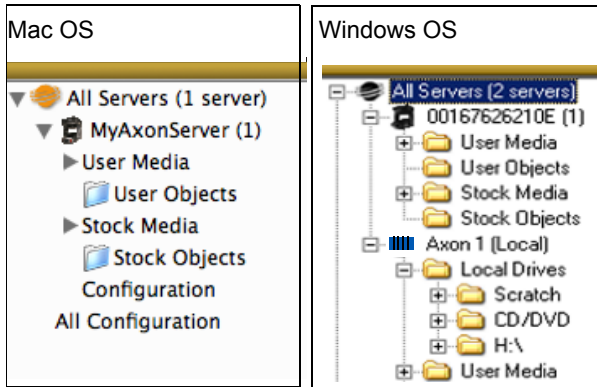 Mac OS
All Servers (1 server)
MyAxonServer (1)
User Media
User Objects
Stock Media
Stock Objects
Configuration
All Configuration
Windows OS
All Servers (2 servers)
00167626210E (1)
User Media
User Objects
Stock Media
Stock Objects
Axon 1 (Local)
Local Drives
Scratch
CD/DVD
H:\
User Media